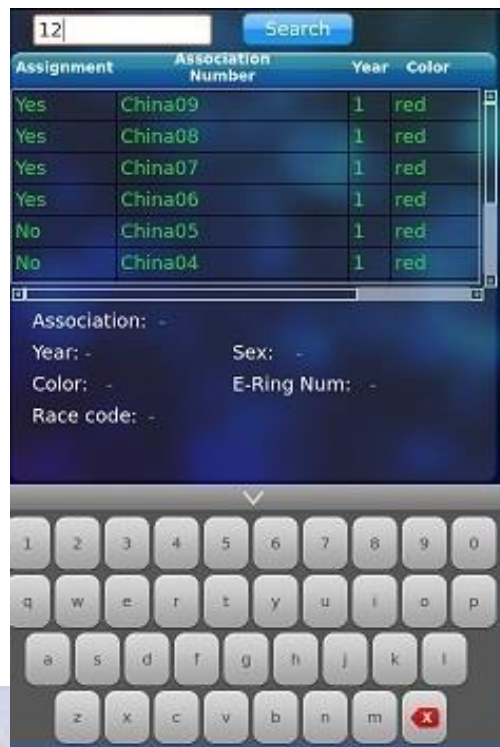 12 Search
Assignment Association Number Year Color
Yes China09 1 red
Yes China08 1 red
Yes China07 1 red
Yes China06 1 red
No China05 1 red
No China04 1 red
Association: -
Year: - Sex: -
Color: - E-Ring Num: -
Race code: -
1 2 3 4 5 6 7 8 9 0
q w e r t y u i o p
a s d f g h j k l
z x c v b n m X